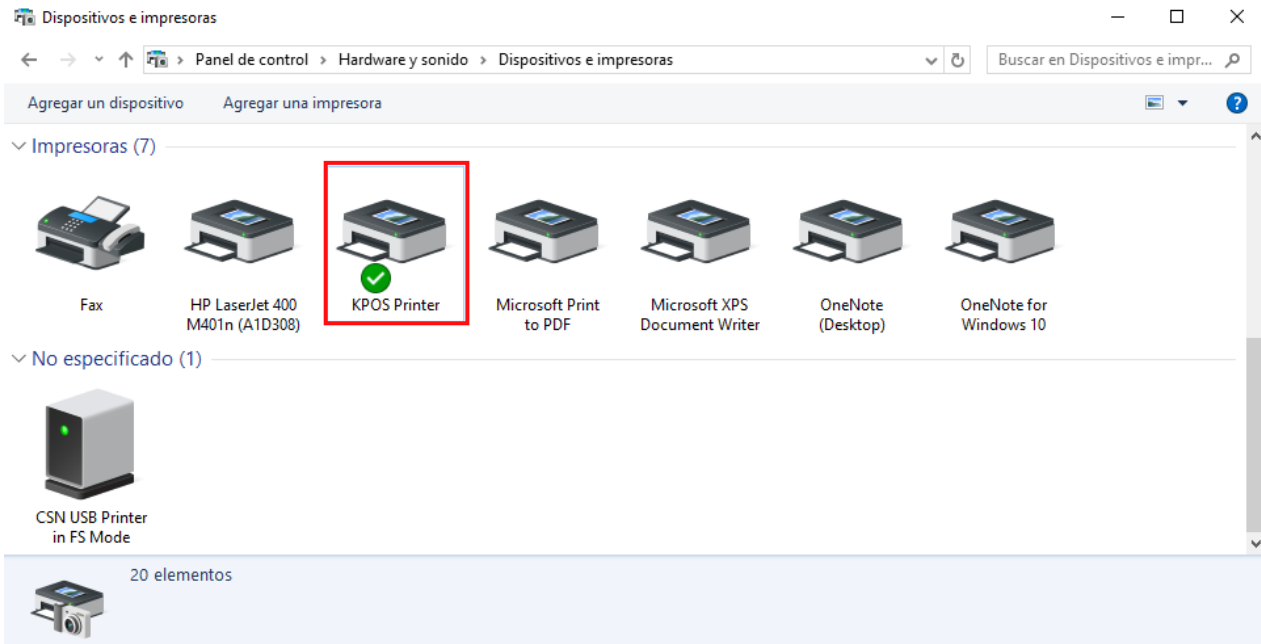 Dispositivos e impresoras
Panel de control > Hardware y sonido > Dispositivos e impresoras
Buscar en Dispositivos e impr...
Agregar un dispositivo Agregar una impresora
?
Impresoras (7)
Fax
HP LaserJet 400
M401n (A1D308)
KPOS Printer
Microsoft Print
to PDF
Microsoft XPS
Document Writer
OneNote
(Desktop)
OneNote for
Windows 10
No especificado (1)
CSN USB Printer
in FS Mode
20 elementos